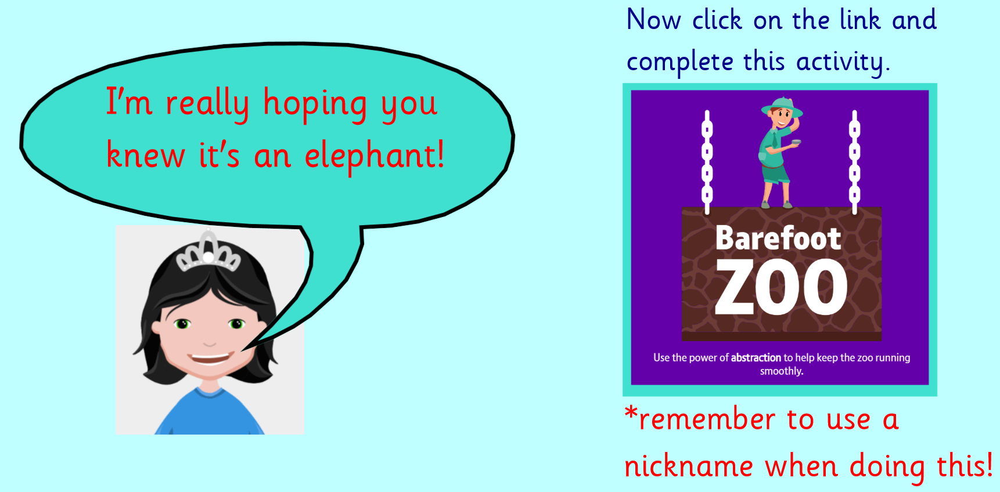 I'm really hoping you
knew it's an elephant!
Now click on the link and
complete this activity.
Barefoot
ZOO
Use the power of abstraction to help keep the zoo running
smoothly.
*remember to use a
nickname when doing this!